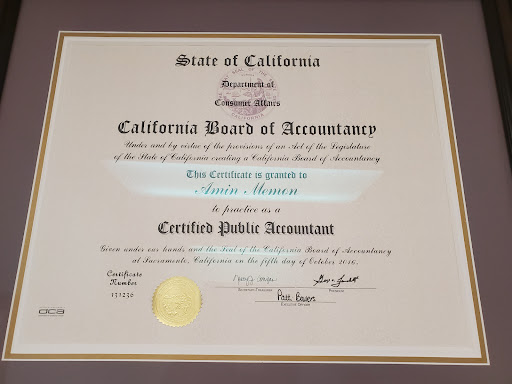 State of California
Department of
Consumer Affairs
California Board of Accountancy
Under and by virtue of the provisions of an Act of the Legislature
of the State of California creating a California Board of Accountancy
This Certificate is granted to
Amin Memon
to practice as a
Certified Public Accountant
Given under our hands and the Seal of the California Board of Accountancy
at Sacramento, California on the fifth day of October 2016.
Certificate
Number
131236
Secretary-Treasurer
President
Patti Bowers
Executive Officer
dca